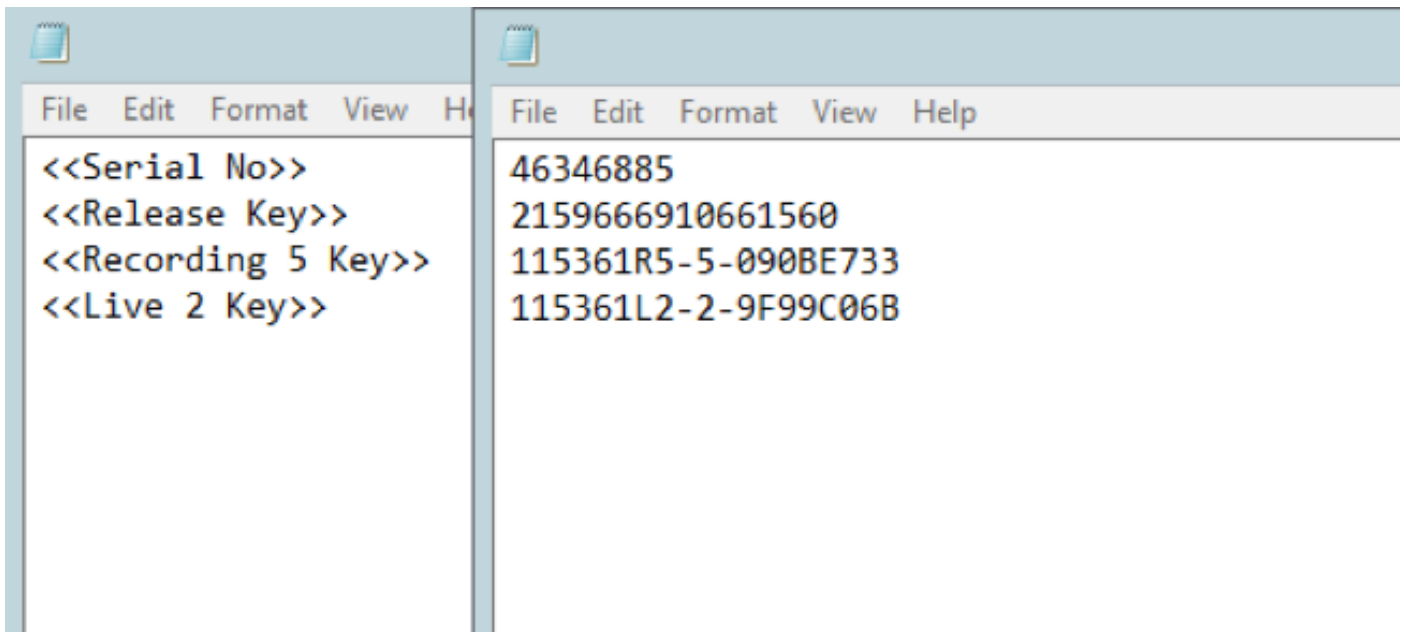 File Edit Format View
<<Serial No>>
<<Release Key>>
<<Recording 5 Key>>
<<Live 2 Key>>
File Edit Format View Help
46346885
2159666910661560
115361R5-5-090BE733
115361L2-2-9F99C06B